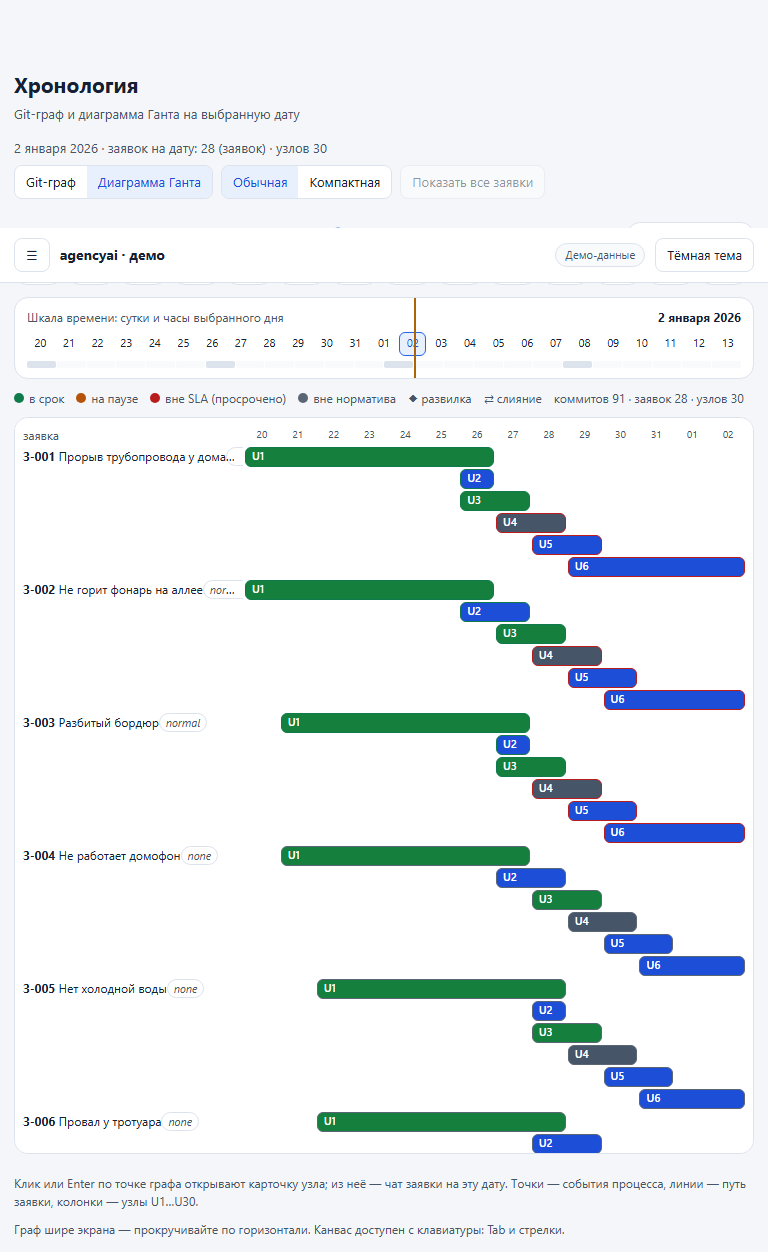 Хронология
Git-граф и диаграмма Ганта на выбранную дату
2 января 2026 · заявок на дату: 28 (заявок) · узлов 30
Git-граф Диаграмма Ганта Обычная Компактная Показать все заявки
☰ agencyai · демо Демо-данные Тёмная тема
Шкала времени: сутки и часы выбранного дня 2 января 2026
20 21 22 23 24 25 26 27 28 29 30 31 01 02 03 04 05 06 07 08 09 10 11 12 13
в срок на паузе вне SLA (просрочено) вне норматива ◆ развилка ⇄ слияние коммитов 91 · заявок 28 · узлов 30
заявка 20 21 22 23 24 25 26 27 28 29 30 31 01 02
З-001 Прорыв трубопровода у дома... U1
U2
U3
U4
U5
U6
З-002 Не горит фонарь на аллее nor... U1
U2
U3
U4
U5
U6
З-003 Разбитый бордюр normal U1
U2
U3
U4
U5
U6
З-004 Не работает домофон none U1
U2
U3
U4
U5
U6
З-005 Нет холодной воды none U1
U2
U3
U4
U5
U6
З-006 Провал у тротуара none U1
U2
Клик или Enter по точке графа открывают карточку узла; из неё — чат заявки на эту дату. Точки — события процесса, линии — путь
заявки, колонки — узлы U1...U30.
Граф шире экрана — прокручивайте по горизонтали. Канвас доступен с клавиатуры: Tab и стрелки.